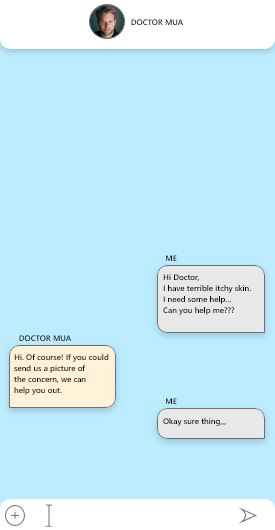 DOCTOR MUA
ME
Hi Doctor,
I have terrible itchy skin.
I need some help...
Can you help me???
DOCTOR MUA
Hi. Of course! If you could
send us a picture of
the concern, we can
help you out.
ME
Okay sure thing,,,